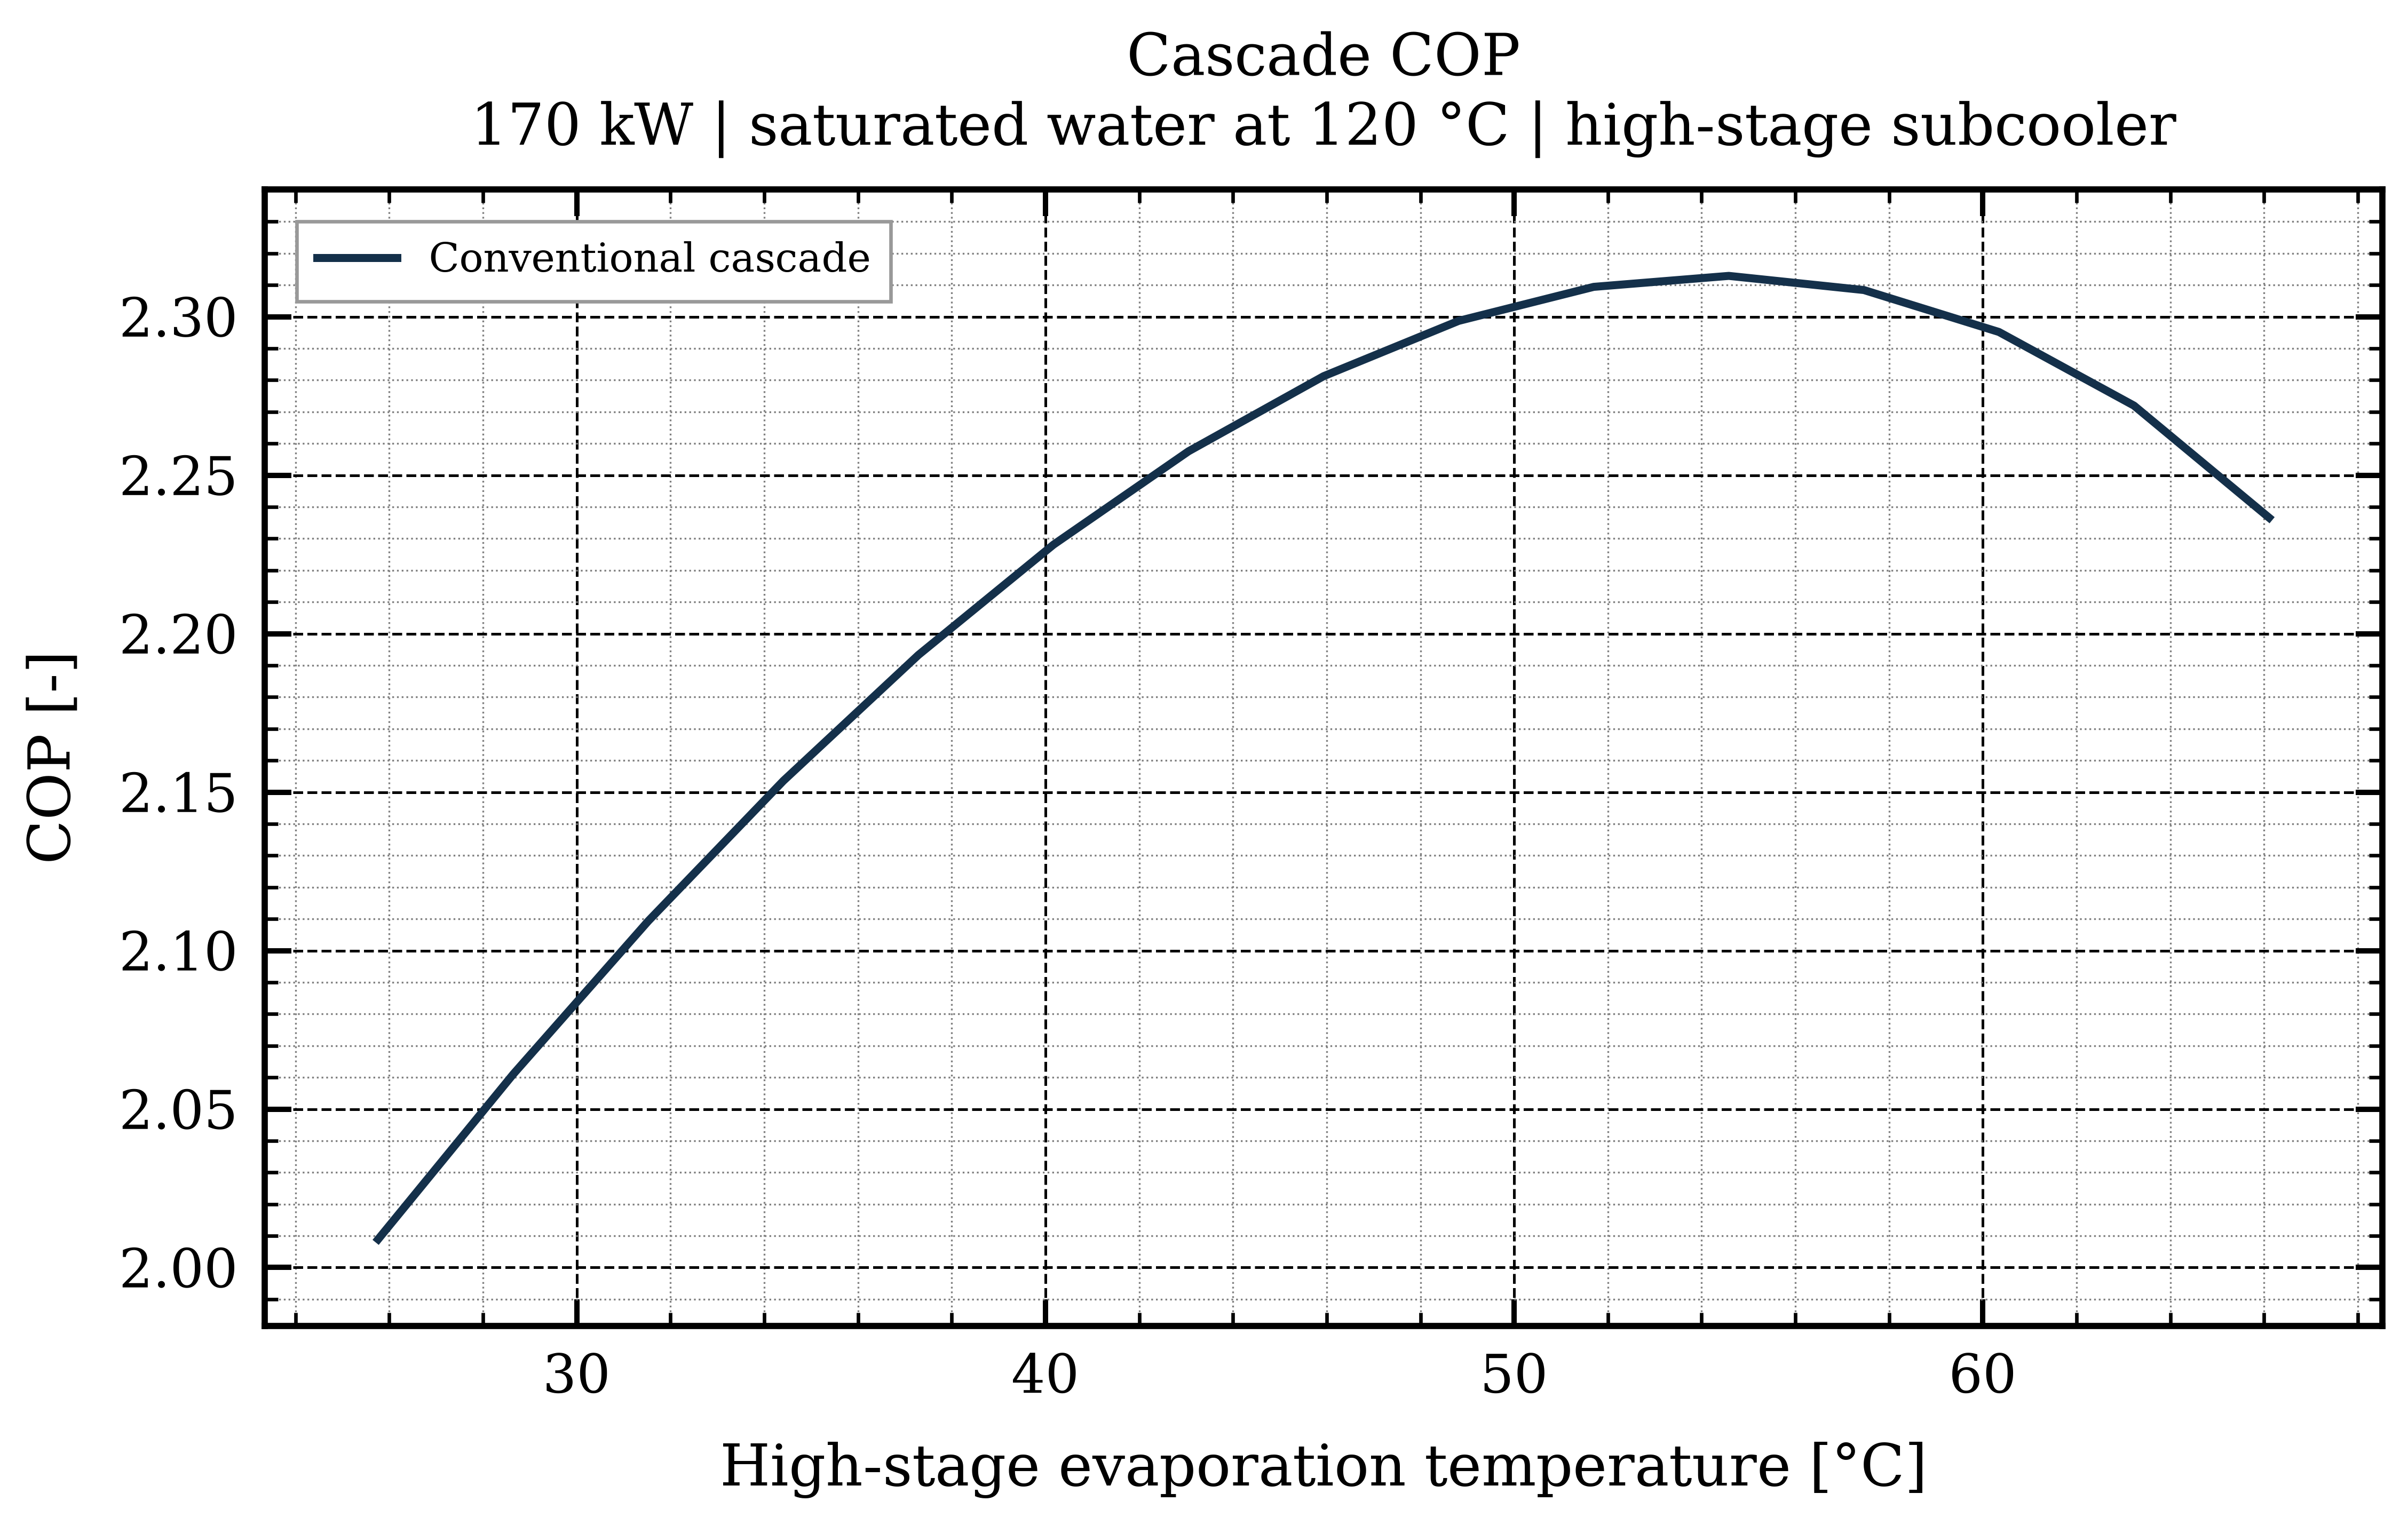 Cascade COP
170 kW | saturated water at 120 °C | high-stage subcooler
Conventional cascade
2.30
2.25
2.20
2.15
2.10
2.05
2.00
COP [-]
30 40 50 60
High-stage evaporation temperature [°C]